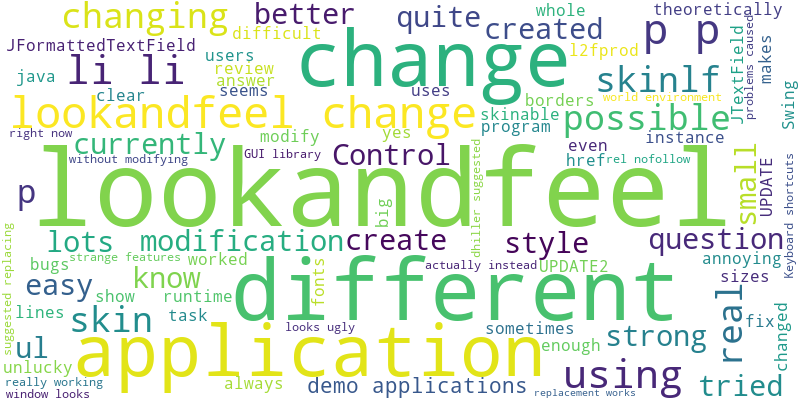 changing
better
quite
created
whole
theoretically
p p
JFormattedTextField
li li
difficult
change
l2fprod
users
review
answer
java
clear
seems
uses
skinlf
world environment
JTextField
problems caused
makes
Swing
lookandfeel change
skinnable
borders
possible
right now
currently
modify
yes
program
instance
without modifying
GUI library
Control
even
href
rel nofollow
p
lookandfeel
small
UPDATE
Keyboard shortcuts
big
dhiller suggested
lots
modification
create
style
question
suggested replacing
bugs
strange features
worked
actually instead
UPDATE2
annoying
easy
know
different
fonts
sizes
show
runtime
real
lines
skin
task
looks ugly
sometimes
strong
fix
changed
ul
application
enough
unlucky
using
tried
really working
always
demo applications
window looks
replacement works